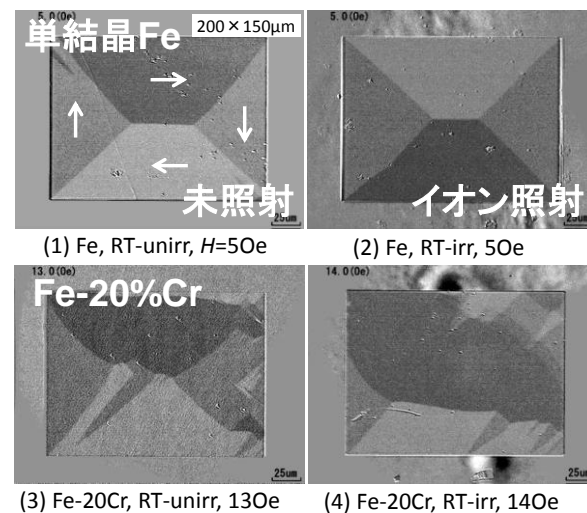 5.0(Oe)
単結晶Fe
200×150μm
未照射
25um
5.0(Oe)
イオン照射
25um
(1) Fe, RT-unirr, H=5Oe
(2) Fe, RT-irr, 5Oe
13.0(Oe)
Fe-20%Cr
25um
14.0(Oe)
25um
(3) Fe-20Cr, RT-unirr, 13Oe
(4) Fe-20Cr, RT-irr, 14Oe